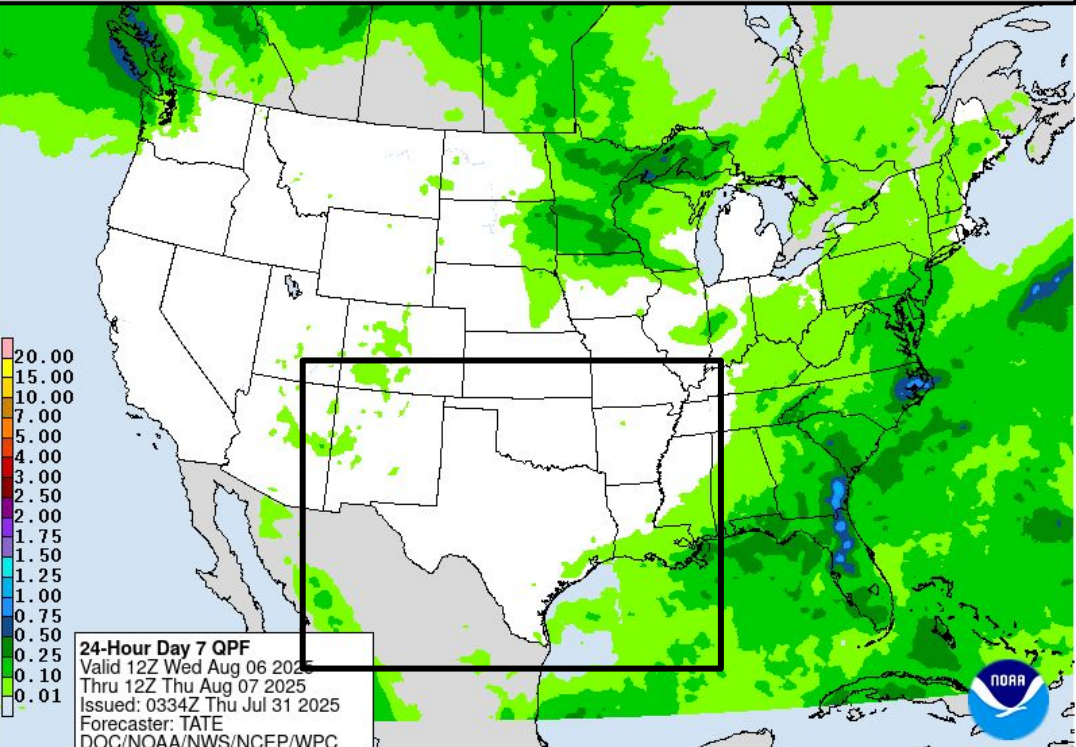 20.00
15.00
10.00
7.00
5.00
4.00
3.00
2.50
2.00
1.75
1.50
1.25
1.00
0.75
0.50
0.25
0.10
0.01
24-Hour Day 7 QPF
Valid 12Z Wed Aug 06 2025
Thru 12Z Thu Aug 07 2025
Issued: 0334Z Thu Jul 31 2025
Forecaster: TATE
DOC/NOAA/NWS/NCEP/WPC
NOAA